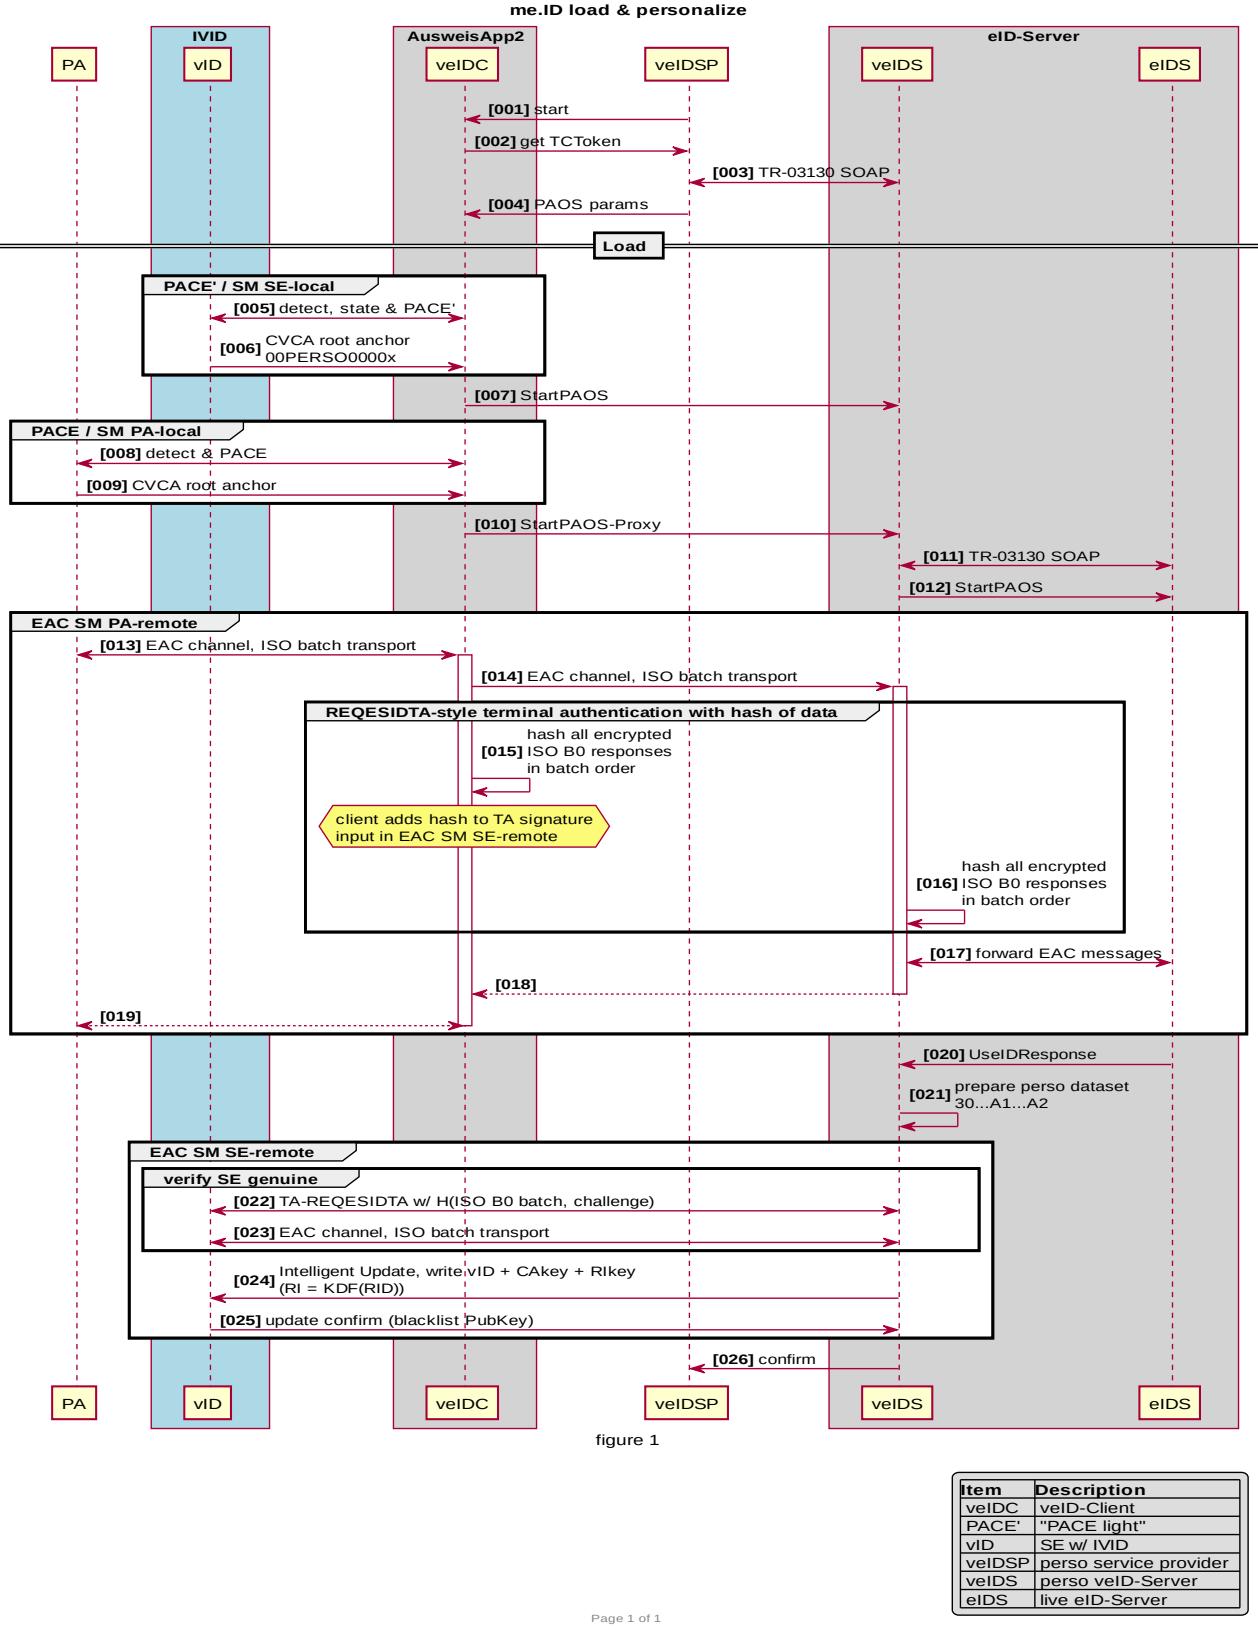 me.ID load & personalize
IVID
AusweisApp2
eID-Server
PA
vID
veIDC
veIDSP
veIDS
eIDS
[001] start
[002] get TCToken
[003] TR-03130 SOAP
[004] PAOS params
Load
PACE' / SM SE-local
[005] detect, state & PACE'
[006] CVCA root anchor
00PERSO0000x
[007] StartPAOS
PACE / SM PA-local
[008] detect & PACE
[009] CVCA root anchor
[010] StartPAOS-Proxy
[011] TR-03130 SOAP
[012] StartPAOS
EAC SM PA-remote
[013] EAC channel, ISO batch transport
[014] EAC channel, ISO batch transport
REQESIDTA-style terminal authentication with hash of data
hash all encrypted
[015] ISO B0 responses
in batch order
client adds hash to TA signature
input in EAC SM SE-remote
hash all encrypted
[016] ISO B0 responses
in batch order
[017] forward EAC messages
[018]
[019]
[020] UseIDResponse
[021] prepare perso dataset
30...A1...A2
EAC SM SE-remote
verify SE genuine
[022] TA-REQESIDTA w/ H(ISO B0 batch, challenge)
[023] EAC channel, ISO batch transport
[024] Intelligent Update, write vID + CAkey + RIkey
(RI = KDF(RID))
[025] update confirm (blacklist PubKey)
[026] confirm
PA
vID
veIDC
veIDSP
veIDS
eIDS
figure 1
Item Description
veIDC veID-Client
PACE' "PACE light"
vID SE w/ IVID
veIDSP perso service provider
veIDS perso veID-Server
eIDS live eID-Server
Page 1 of 1